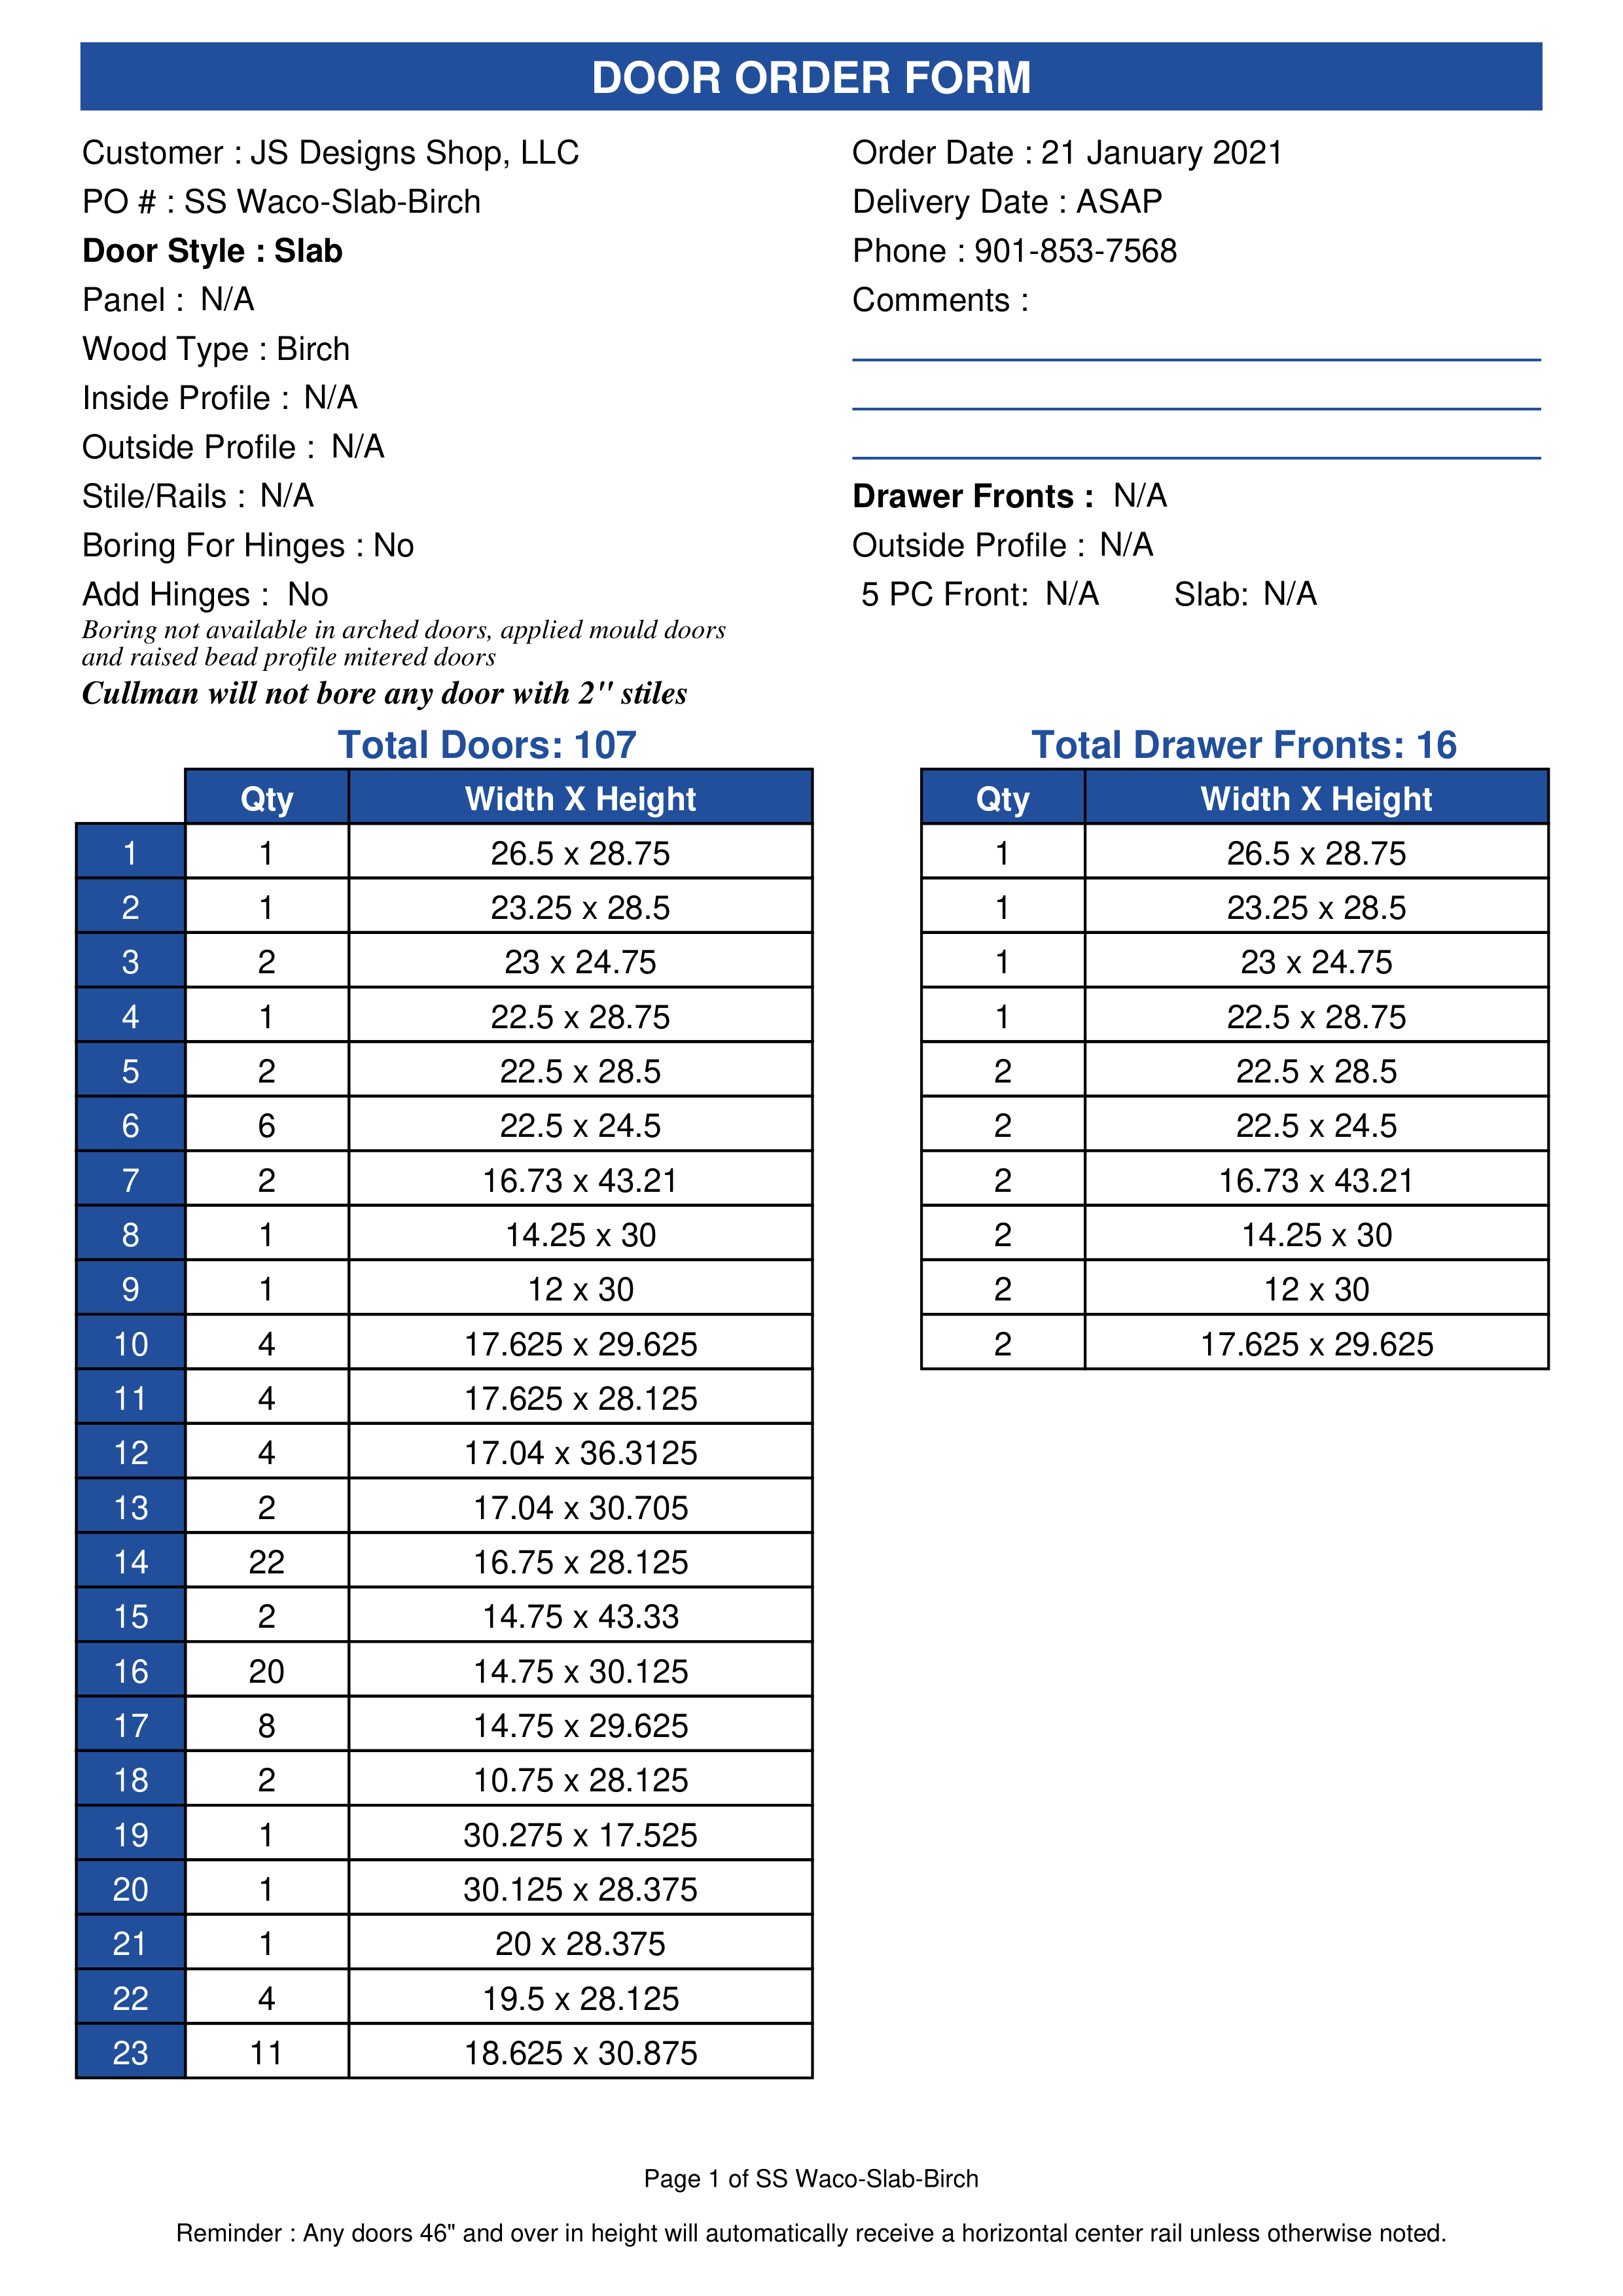 DOOR ORDER FORM
Customer : JS Designs Shop, LLC
PO # : SS Waco-Slab-Birch
Door Style : Slab
Panel : N/A
Wood Type : Birch
Inside Profile : N/A
Outside Profile : N/A
Stile/Rails : N/A
Boring For Hinges : No
Add Hinges : No
Boring not available in arched doors, applied mould doors
and raised bead profile mitered doors
Cullman will not bore any door with 2" stiles
Order Date : 21 January 2021
Delivery Date : ASAP
Phone : 901-853-7568
Comments :
Drawer Fronts : N/A
Outside Profile : N/A
5 PC Front: N/A Slab: N/A
Total Doors: 107
Qty Width X Height
1 1 26.5 x 28.75
2 1 23.25 x 28.5
3 2 23 x 24.75
4 1 22.5 x 28.75
5 2 22.5 x 28.5
6 6 22.5 x 24.5
7 2 16.73 x 43.21
8 1 14.25 x 30
9 1 12 x 30
10 4 17.625 x 29.625
11 4 17.625 x 28.125
12 4 17.04 x 36.3125
13 2 17.04 x 30.705
14 22 16.75 x 28.125
15 2 14.75 x 43.33
16 20 14.75 x 30.125
17 8 14.75 x 29.625
18 2 10.75 x 28.125
19 1 30.275 x 17.525
20 1 30.125 x 28.375
21 1 20 x 28.375
22 4 19.5 x 28.125
23 11 18.625 x 30.875
Total Drawer Fronts: 16
Qty Width X Height
1 26.5 x 28.75
1 23.25 x 28.5
1 23 x 24.75
1 22.5 x 28.75
2 22.5 x 28.5
2 22.5 x 24.5
2 16.73 x 43.21
2 14.25 x 30
2 12 x 30
2 17.625 x 29.625
Page 1 of SS Waco-Slab-Birch
Reminder : Any doors 46" and over in height will automatically receive a horizontal center rail unless otherwise noted.